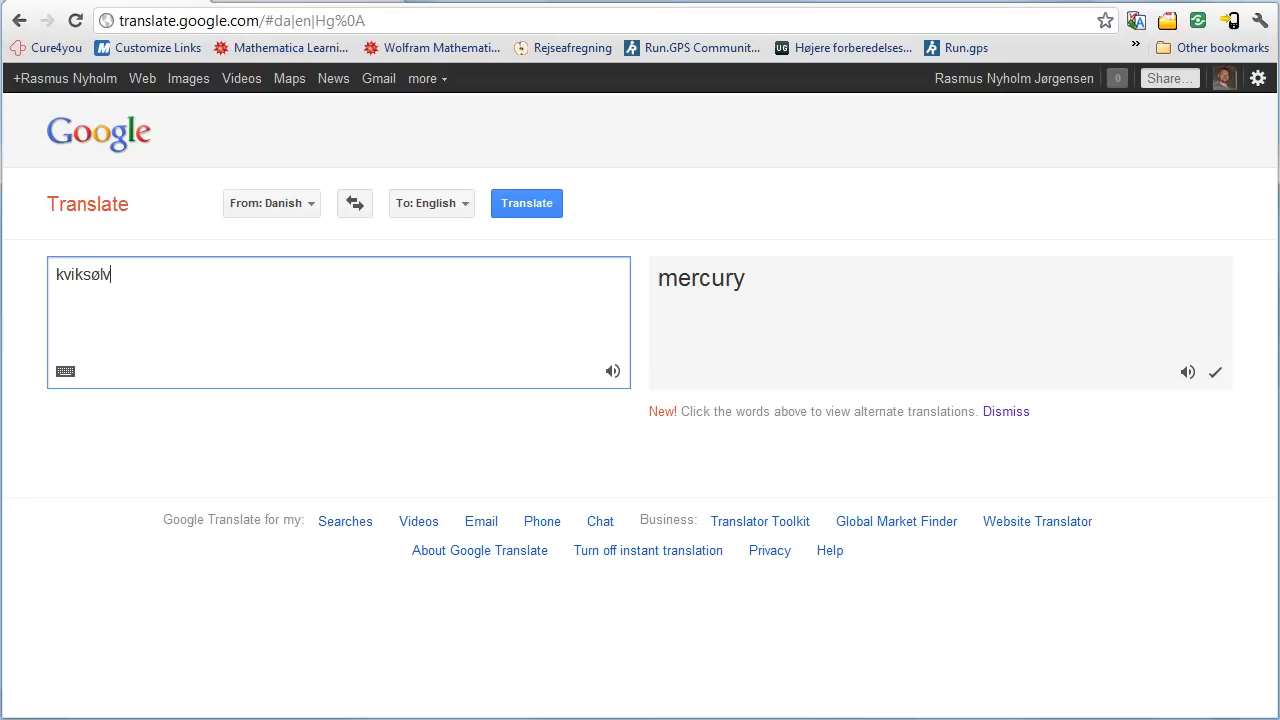 translate.google.com/#da|en|Hg%0A
Cure4you Customize Links Mathematica Learni... Wolfram Mathemati... Rejseafregning Run.GPS Communit... UG Højere forberedelses... Run.gps » Other bookmarks
+Rasmus Nyholm Web Images Videos Maps News Gmail more Rasmus Nyholm Jørgensen 0 Share...
Google
Translate From: Danish To: English Translate
kviksølv
mercury
New! Click the words above to view alternate translations. Dismiss
Google Translate for my: Searches Videos Email Phone Chat Business: Translator Toolkit Global Market Finder Website Translator
About Google Translate Turn off instant translation Privacy Help